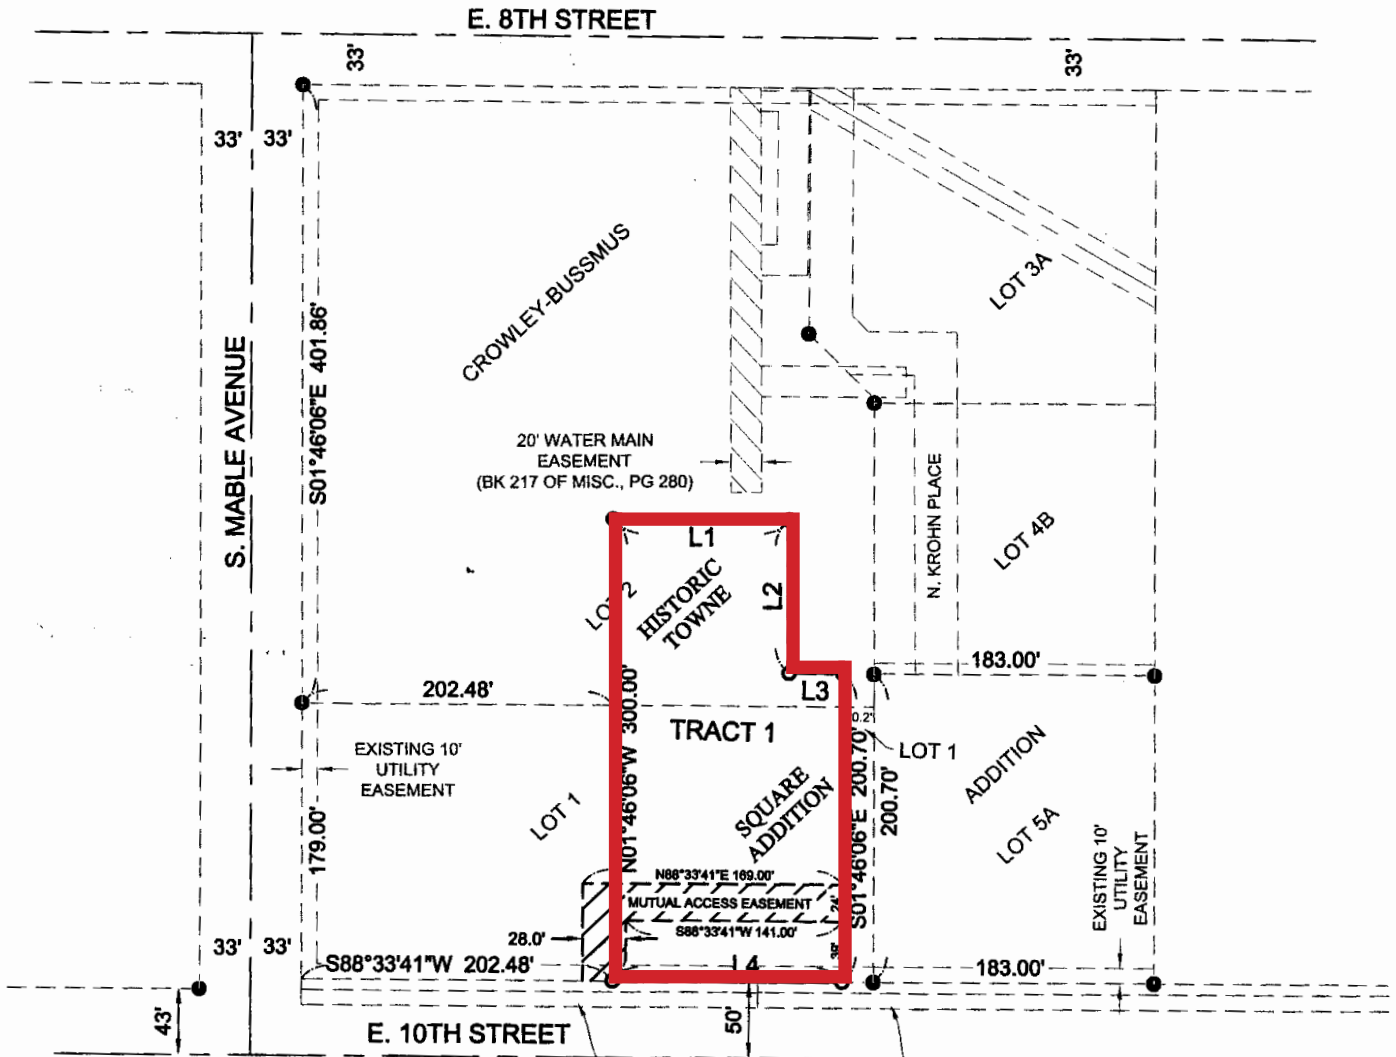 E. 8TH STREET
33'
33'
33'
33'
CROWLEY-BUSSMUS
LOT 3A
S01°46'06"E 401.86'
S. MABLE AVENUE
20' WATER MAIN
EASEMENT
(BK 217 OF MISC., PG 280)
N. KROHN PLACE
LOT 4B
L1
L2
LOT 2
HISTORIC
TOWNE
183.00'
202.48'
L3
N01°46'06"W 300.00'
TRACT 1
0.2'
LOT 1
EXISTING 10'
UTILITY
EASEMENT
S01°46'06"E 200.70'
200.70'
ADDITION
LOT 5A
LOT 1
SQUARE
ADDITION
179.00'
EXISTING 10'
UTILITY
EASEMENT
N88°33'41"E 169.00'
MUTUAL ACCESS EASEMENT
24'
S88°33'41"W 141.00'
28.0'
33'
33'
S88°33'41"W 202.48'
L4
183.00'
43'
E. 10TH STREET
50'